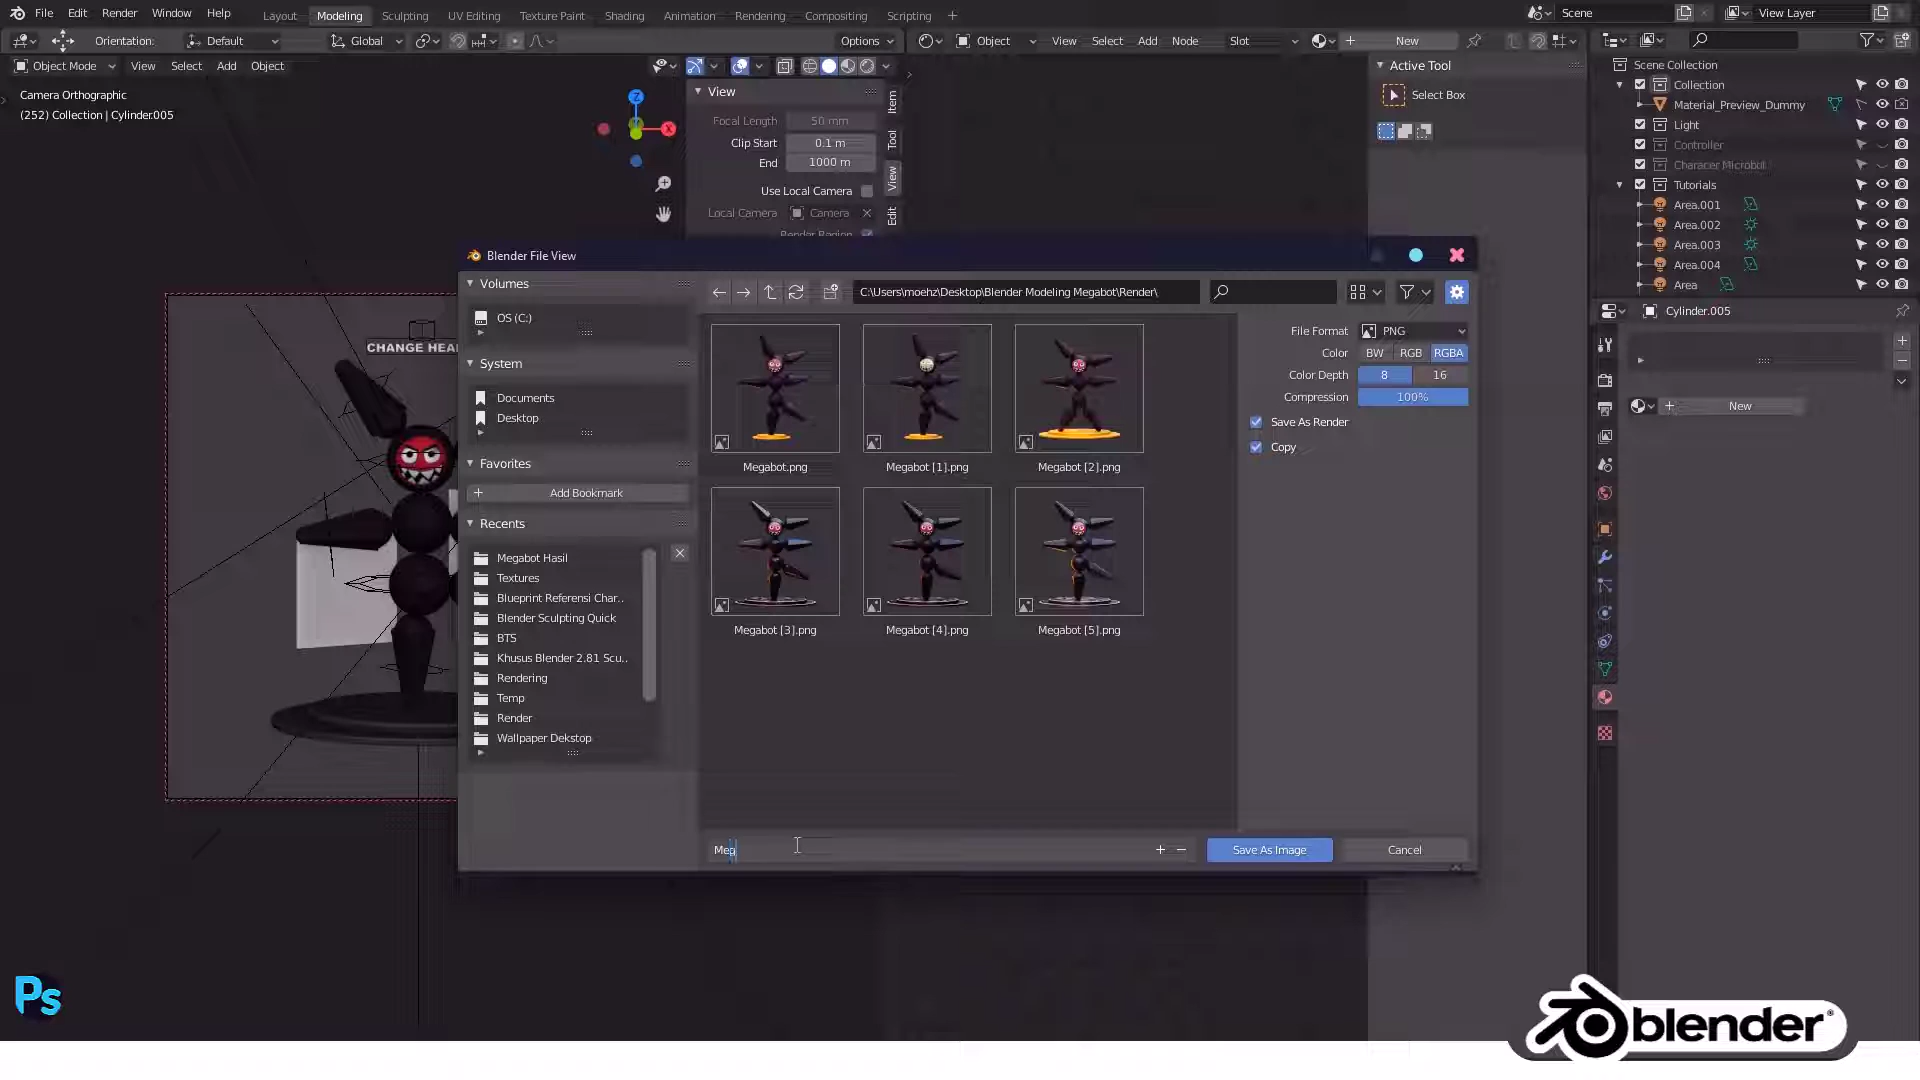 File Edit Render Window Help Layout Modeling Sculpting UV Editing Texture Paint Shading Animation Rendering Compositing Scripting + Scene View Layer
Orientation: Default Global Options Object View Select Add Node Slot New
Object Mode View Select Add Object
Camera Orthographic
(252) Collection | Cylinder.005
Z
X
View
Focal Length 50 mm
Clip Start 0.1 m
End 1000 m
Use Local Camera
Local Camera Camera
Render Region
Item
Tool
View
Edit
Active Tool
Select Box
Scene Collection
Collection
Material_Preview_Dummy
Light
Controller
Tutorials
Area.001
Area.002
Area.003
Area.004
Area
Cylinder.005
New
CHANGE HEA
Blender File View
Volumes
OS (C:)
System
Documents
Desktop
Favorites
Add Bookmark
Recents
Megabot Hasil
Textures
Blueprint Referensi Char..
Blender Sculpting Quick
BTS
Khusus Blender 2.81 Scu..
Rendering
Temp
Render
Wallpaper Dekstop
C:\Users\moehz\Desktop\Blender Modeling Megabot\Render\
Megabot.png Megabot [1].png Megabot [2].png
Megabot [3].png Megabot [4].png Megabot [5].png
File Format PNG
Color BW RGB RGBA
Color Depth 8 16
Compression 100%
Save As Render
Copy
Meg
Save As Image Cancel
Ps
blender®